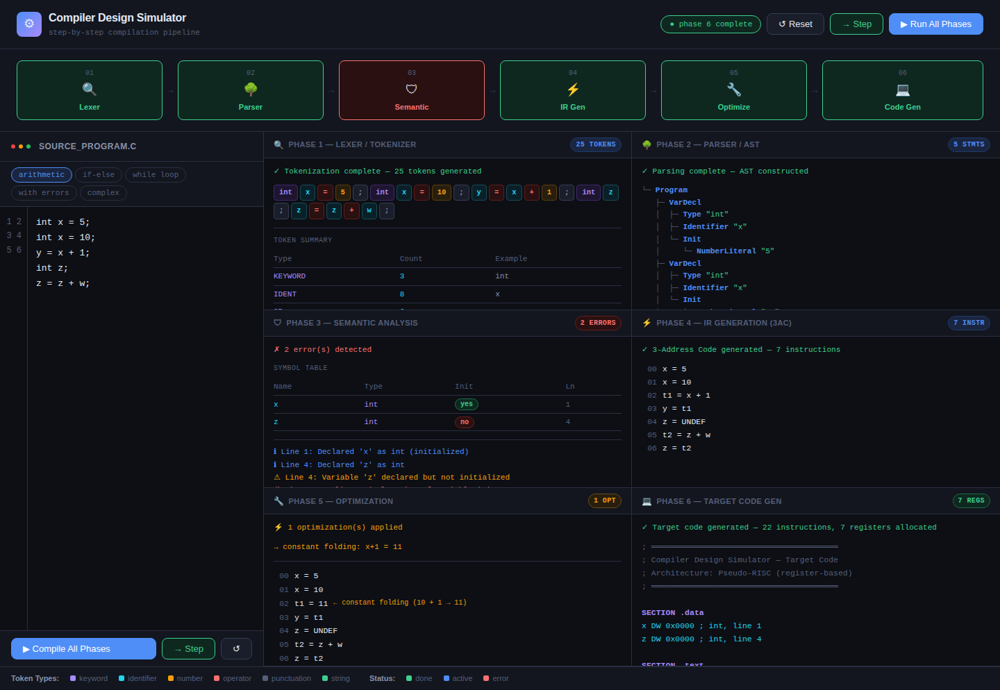 Compiler Design Simulator
step-by-step compilation pipeline
● phase 6 complete
↺ Reset
→ Step
▶ Run All Phases
01
Lexer
→
02
Parser
→
03
Semantic
→
04
IR Gen
→
05
Optimize
→
06
Code Gen
SOURCE_PROGRAM.C
arithmetic if-else while loop
with errors complex
1 2
3 4
5 6
int x = 5;
int x = 10;
y = x + 1;
int z;
z = z + w;
▶ Compile All Phases
→ Step
↺
PHASE 1 — LEXER / TOKENIZER
25 TOKENS
✓ Tokenization complete — 25 tokens generated
int x = 5 ; int x = 10 ; y = x + 1 ; int z
; z = z + w ;
TOKEN SUMMARY
Type Count Example
KEYWORD 3 int
IDENT 8 x
PHASE 2 — PARSER / AST
5 STMTS
✓ Parsing complete — AST constructed
└─ Program
├─ VarDecl
│ ├─ Type "int"
│ ├─ Identifier "x"
│ └─ Init
│ └─ NumberLiteral "5"
├─ VarDecl
│ ├─ Type "int"
│ ├─ Identifier "x"
│ └─ Init
PHASE 3 — SEMANTIC ANALYSIS
2 ERRORS
✗ 2 error(s) detected
SYMBOL TABLE
Name Type Init Ln
x int yes 1
z int no 4
ℹ Line 1: Declared 'x' as int (initialized)
ℹ Line 4: Declared 'z' as int
⚠ Line 4: Variable 'z' declared but not initialized
PHASE 4 — IR GENERATION (3AC)
7 INSTR
✓ 3-Address Code generated — 7 instructions
00 x = 5
01 x = 10
02 t1 = x + 1
03 y = t1
04 z = UNDEF
05 t2 = z + w
06 z = t2
PHASE 5 — OPTIMIZATION
1 OPT
⚡ 1 optimization(s) applied
→ constant folding: x+1 = 11
00 x = 5
01 x = 10
02 t1 = 11 ← constant folding (10 + 1 → 11)
03 y = t1
04 z = UNDEF
05 t2 = z + w
06 z = t2
PHASE 6 — TARGET CODE GEN
7 REGS
✓ Target code generated — 22 instructions, 7 registers allocated
; ═══════════════════════════════════════
; Compiler Design Simulator — Target Code
; Architecture: Pseudo-RISC (register-based)
; ═══════════════════════════════════════
SECTION .data
x DW 0x0000 ; int, line 1
z DW 0x0000 ; int, line 4
SECTION .text
Token Types: keyword identifier number operator punctuation string Status: done active error